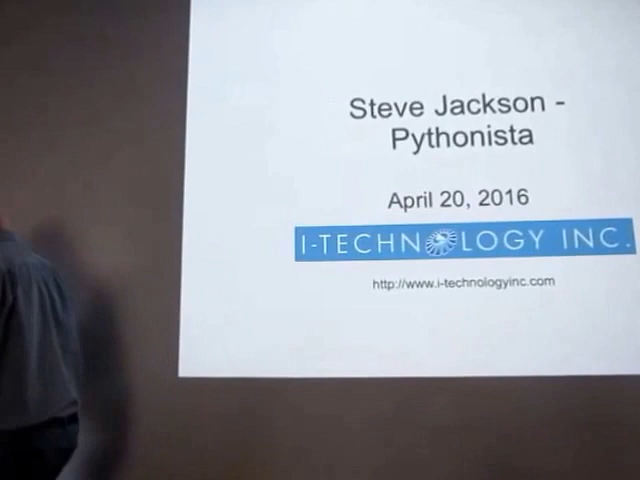 Steve Jackson -
Pythonista
April 20, 2016
I-TECHNOLOGY INC.
http://www.i-technologyinc.com